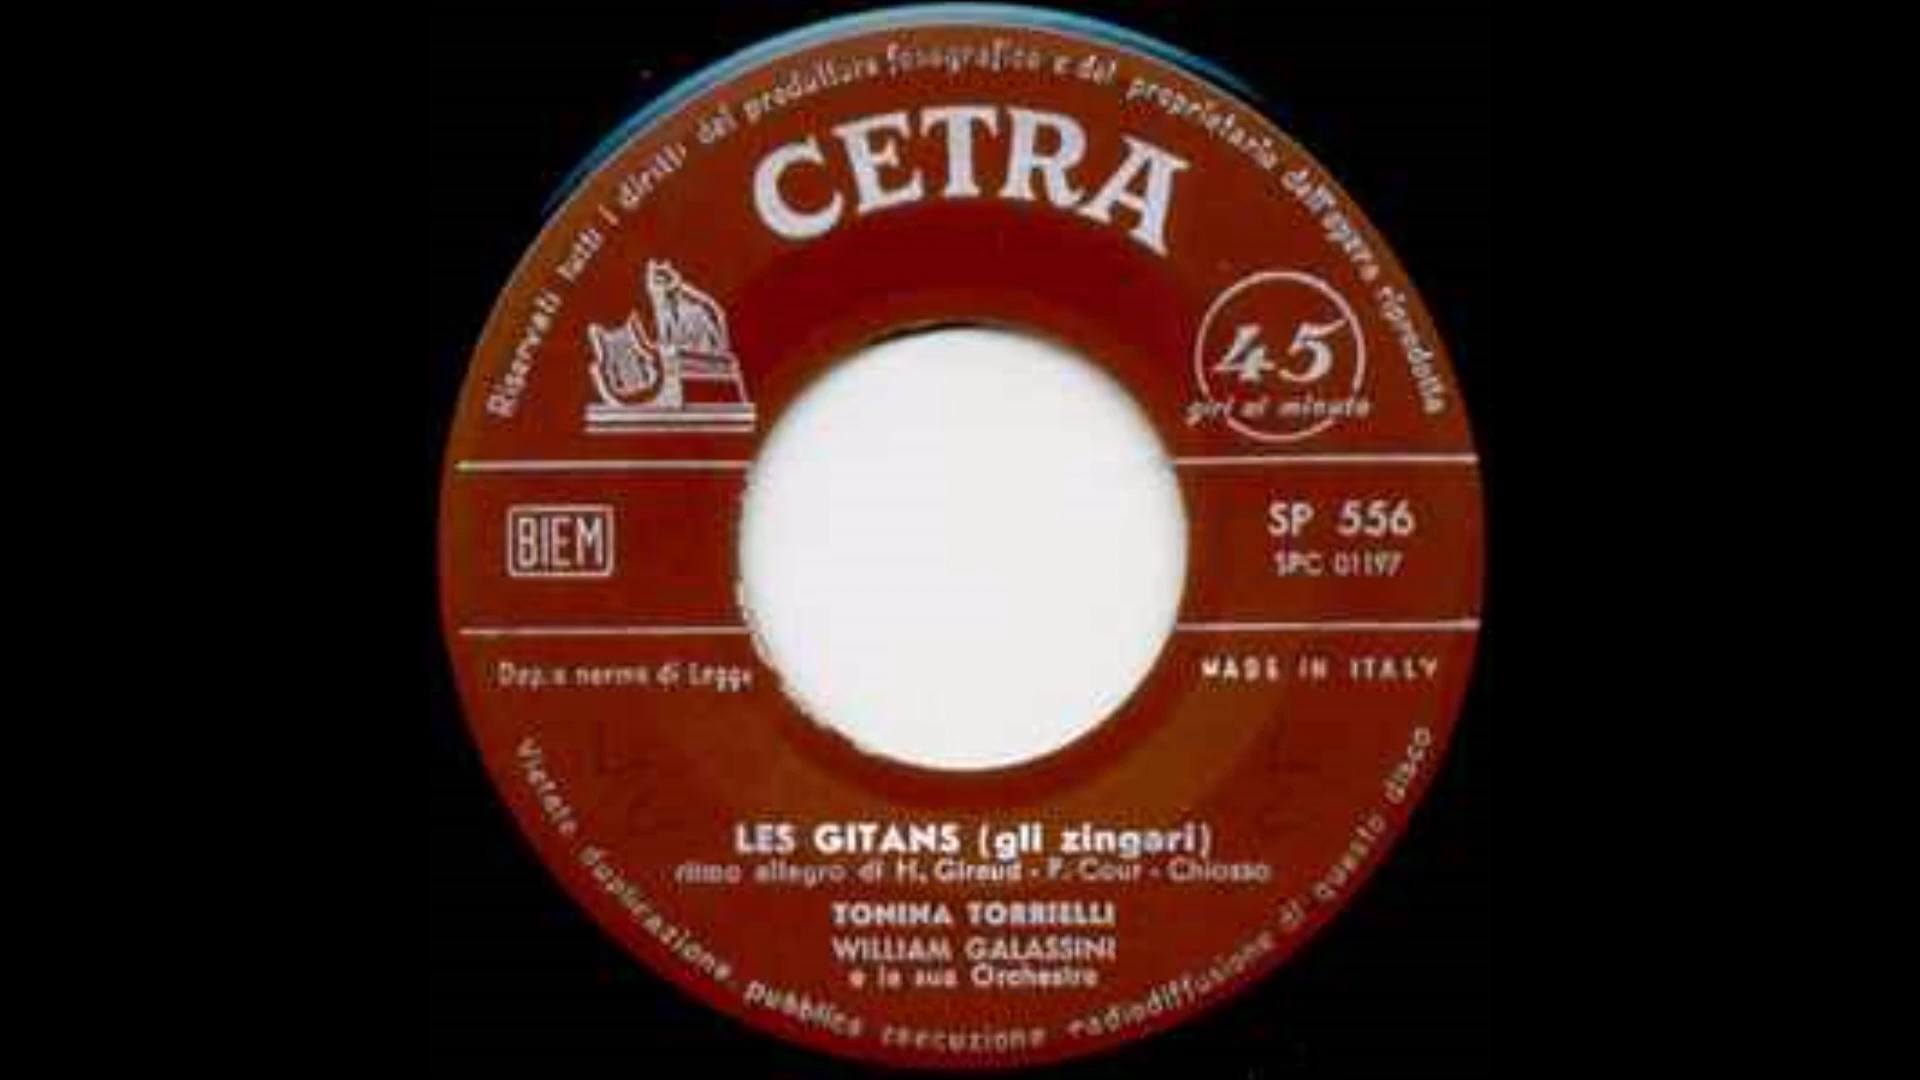 Riservati tutti i diritti del produttore fonografico e del proprietario dell'opera riprodotta
CETRA
45
giri al minuto
BIEM
SP 556
SPC 01197
Dep. a norma di Legge
MADE IN ITALY
LES GITANS (gli zingari)
ritmo allegro di H. Giraud - P. Cour - Chiosso
TONINA TORRIELLI
WILLIAM GALASSINI
e la sua Orchestra
Vietate duplicazione, pubblica esecuzione radiodiffusione di questo disco